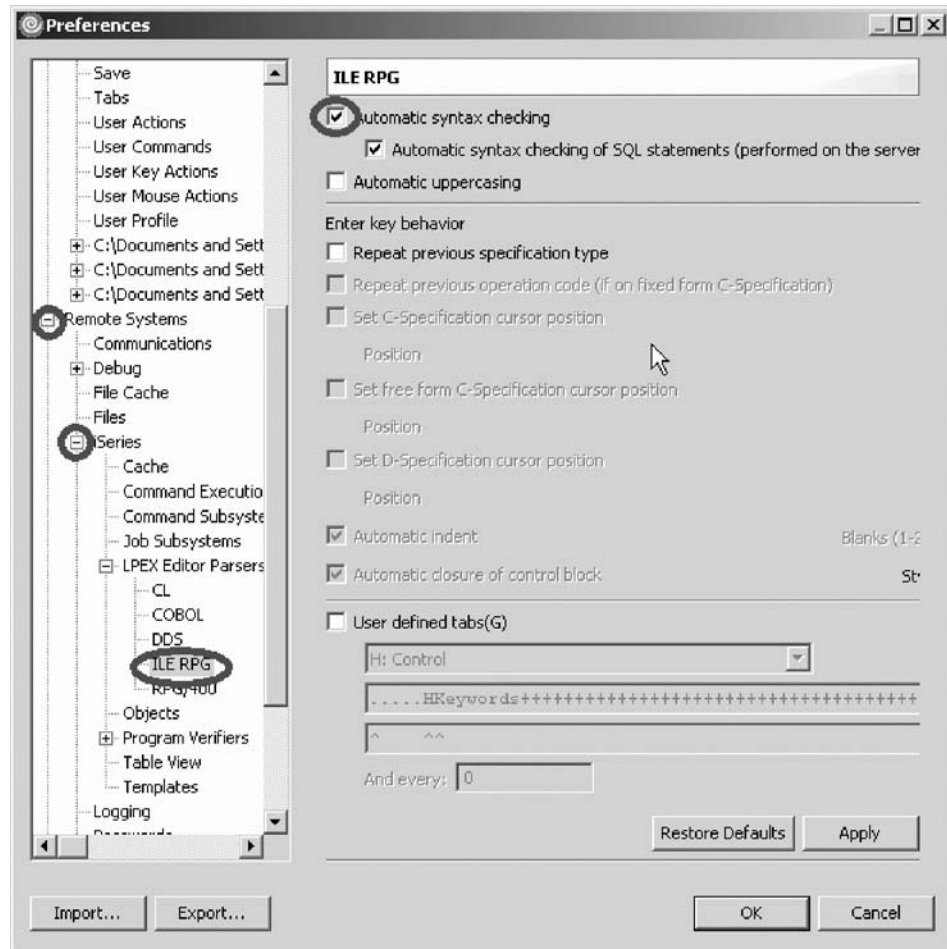 Preferences
Save
Tabs
User Actions
User Commands
User Key Actions
User Mouse Actions
User Profile
C:\Documents and Sett
C:\Documents and Sett
C:\Documents and Sett
Remote Systems
Communications
Debug
File Cache
Files
iSeries
Cache
Command Executio
Command Subsyste
Job Subsystems
LPEX Editor Parsers
CL
COBOL
DDS
ILE RPG
RPG/400
Objects
Program Verifiers
Table View
Templates
Logging
ILE RPG
Automatic syntax checking
Automatic syntax checking of SQL statements (performed on the server
Automatic uppercasing
Enter key behavior
Repeat previous specification type
Repeat previous operation code (if on fixed form C-Specification)
Set C-Specification cursor position
Position
Set free form C-Specification cursor position
Position
Set D-Specification cursor position
Position
Automatic indent Blanks (1-2
Automatic closure of control block St
User defined tabs(G)
H: Control
.....HKeywords+++++++++++++++++++++++++++++++++++++
^    ^^
And every: 0
Restore Defaults Apply
Import... Export... OK Cancel